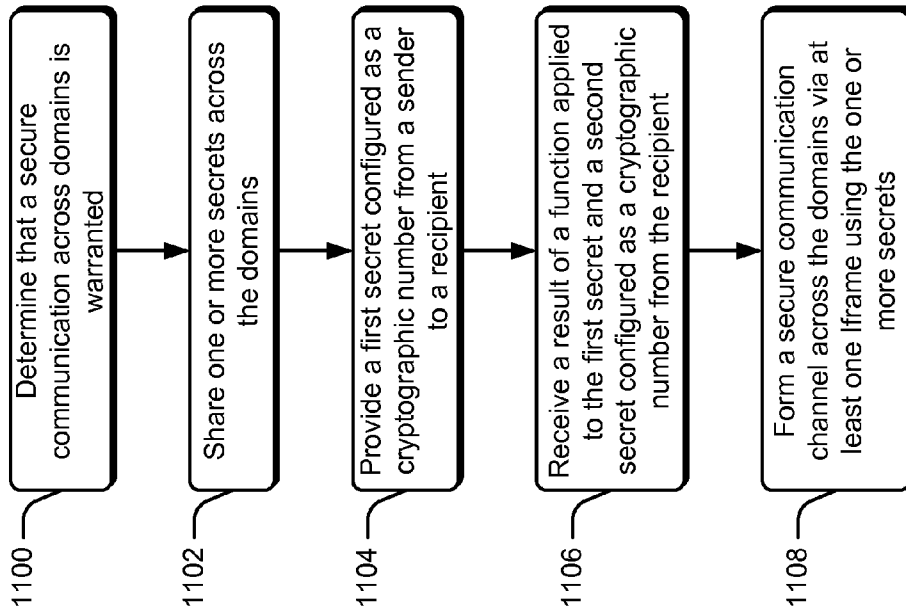 1100
Determine that a secure
communication across domains is
warranted
1102
Share one or more secrets across
the domains
1104
Provide a first secret configured as a
cryptographic number from a sender
to a recipient
1106
Receive a result of a function applied
to the first secret and a second
secret configured as a cryptographic
number from the recipient
1108
Form a secure communication
channel across the domains via at
least one Iframe using the one or
more secrets